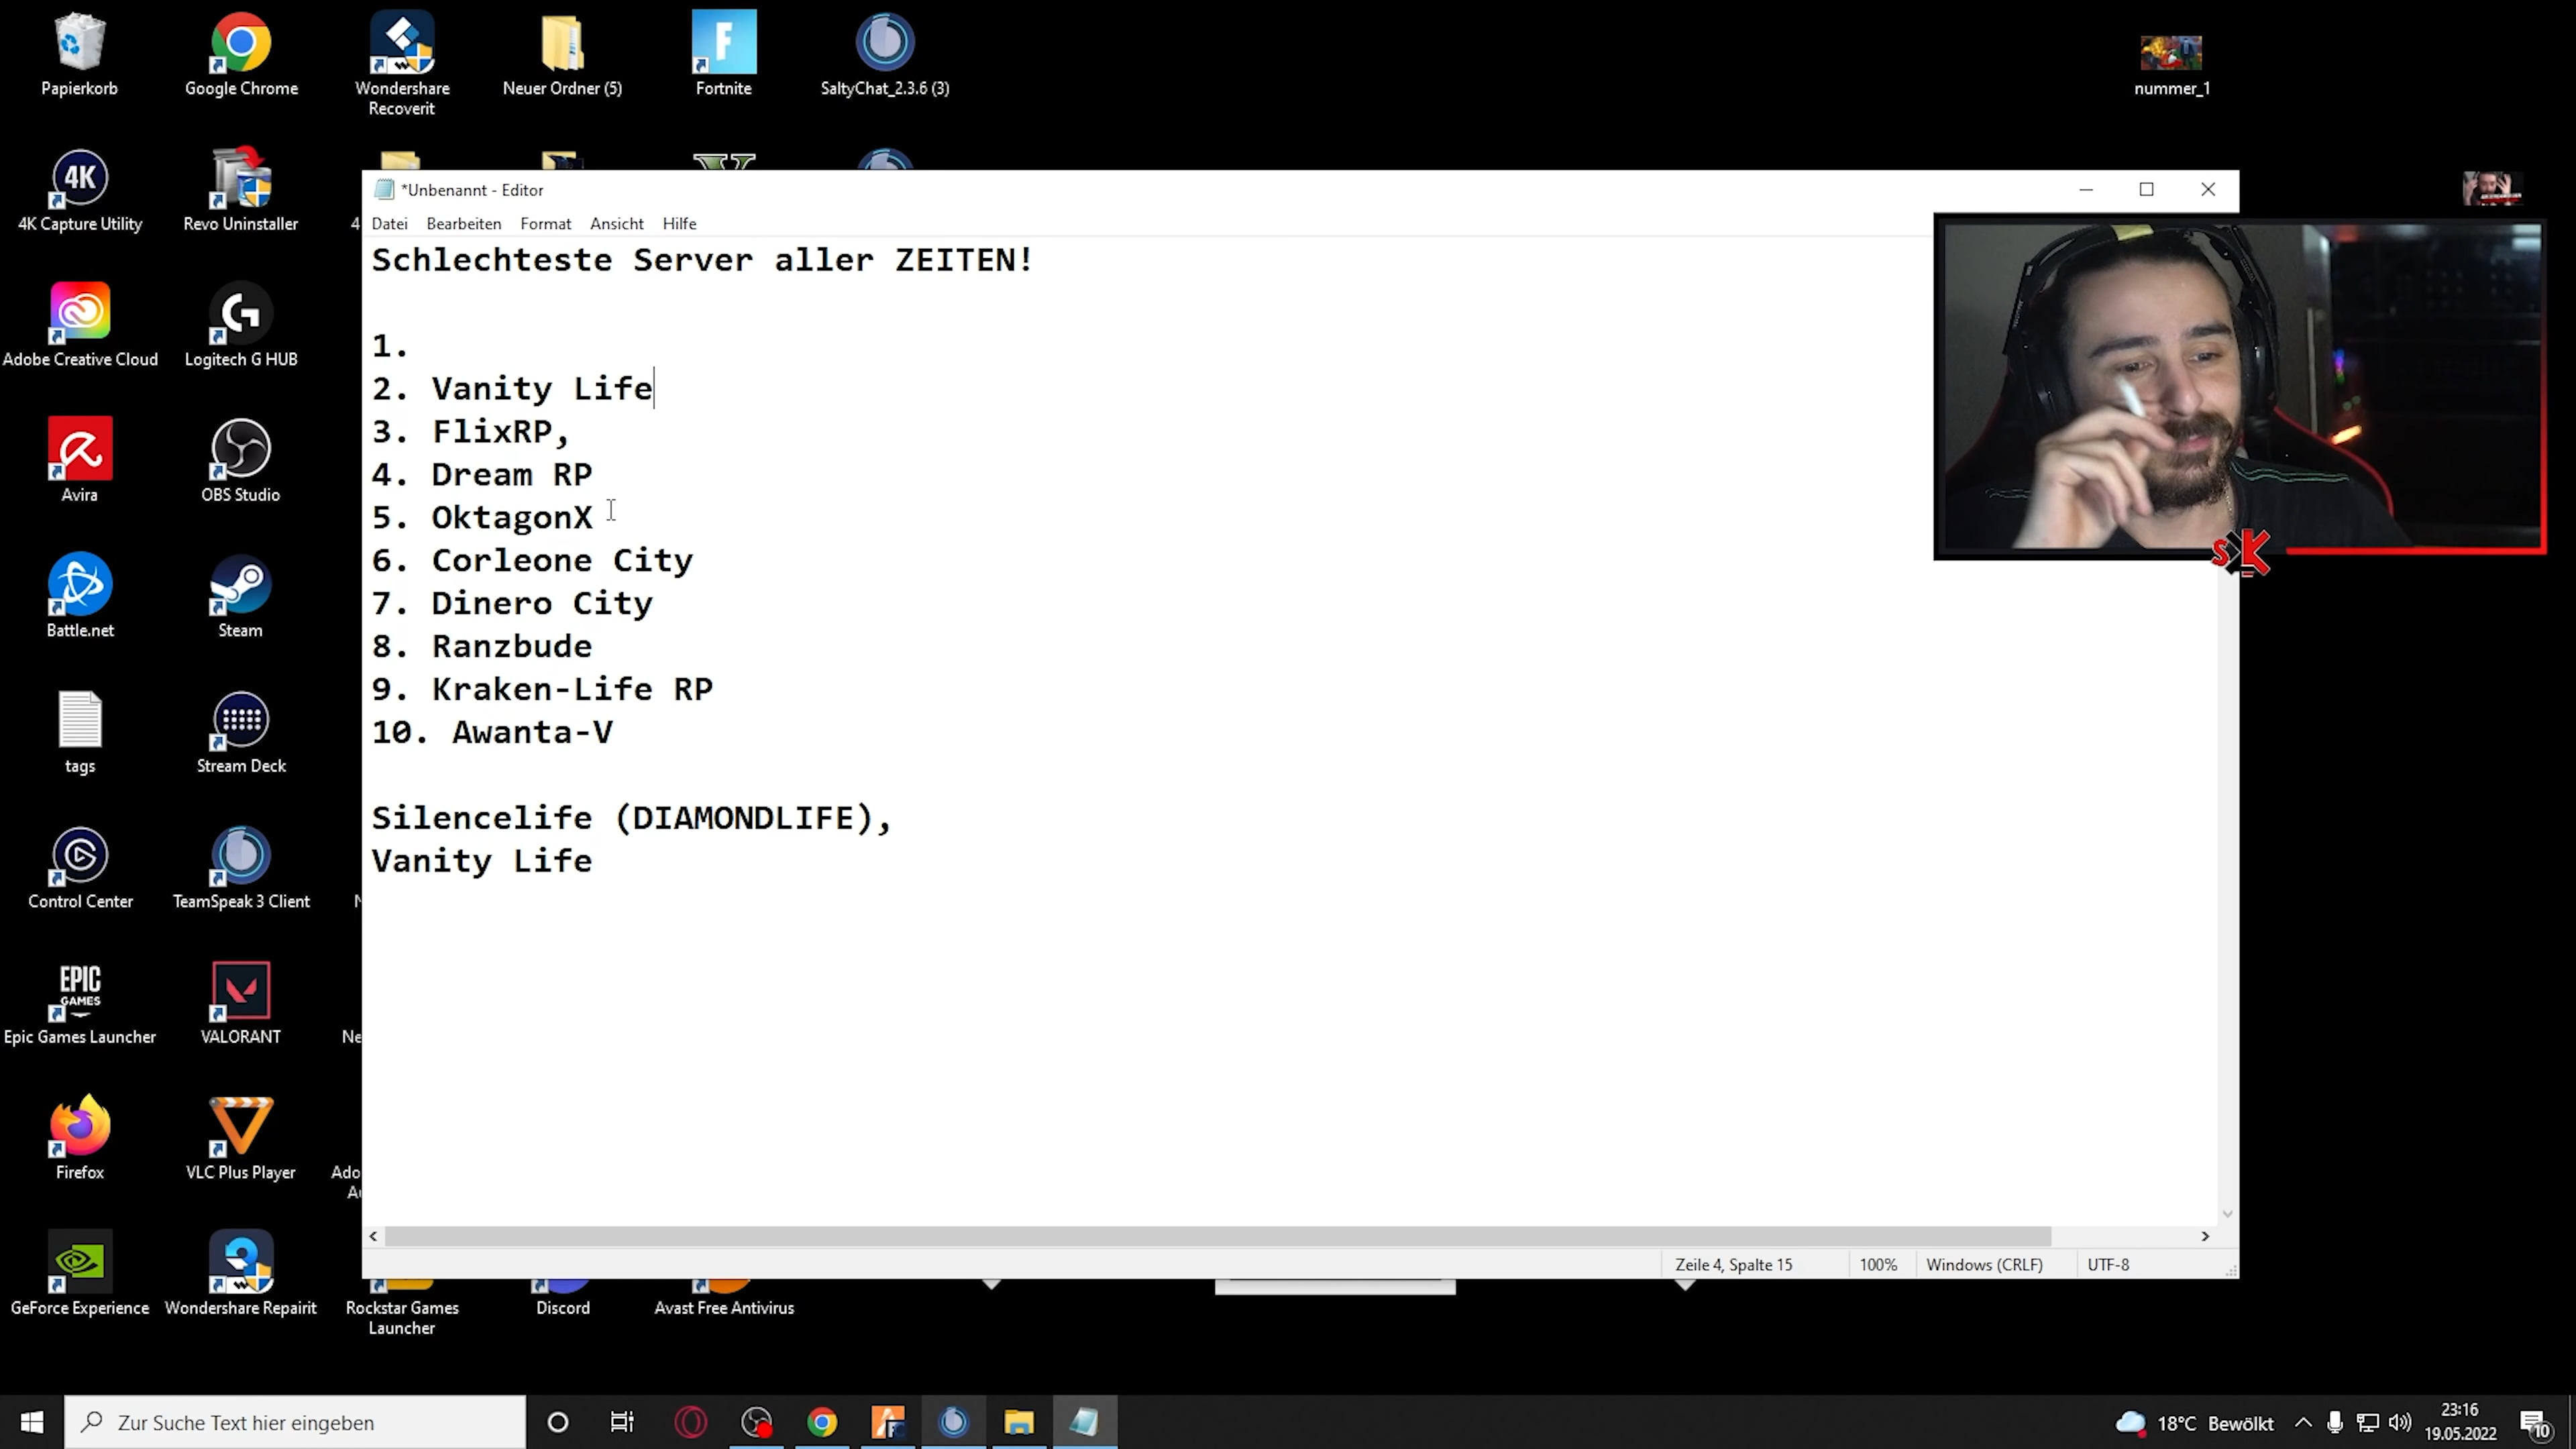 Papierkorb
Google Chrome
Wondershare Recoverit
Neuer Ordner (5)
Fortnite
SaltyChat_2.3.6 (3)
nummer_1
4K Capture Utility
Revo Uninstaller
Adobe Creative Cloud
Logitech G HUB
Avira
OBS Studio
Battle.net
Steam
tags
Stream Deck
Control Center
TeamSpeak 3 Client
EPIC
GAMES
Epic Games Launcher
VALORANT
Firefox
VLC Plus Player
GeForce Experience
Wondershare Repairit
Rockstar Games
Launcher
Discord
Avast Free Antivirus
*Unbenannt - Editor
Datei Bearbeiten Format Ansicht Hilfe
Schlechteste Server aller ZEITEN!
1.
2. Vanity Life
3. FlixRP,
4. Dream RP
5. OktagonX
6. Corleone City
7. Dinero City
8. Ranzbude
9. Kraken-Life RP
10. Awanta-V
Silencelife (DIAMONDLIFE),
Vanity Life
Zeile 4, Spalte 15 100% Windows (CRLF) UTF-8
Zur Suche Text hier eingeben
18°C Bewölkt
23:16
19.05.2022
10